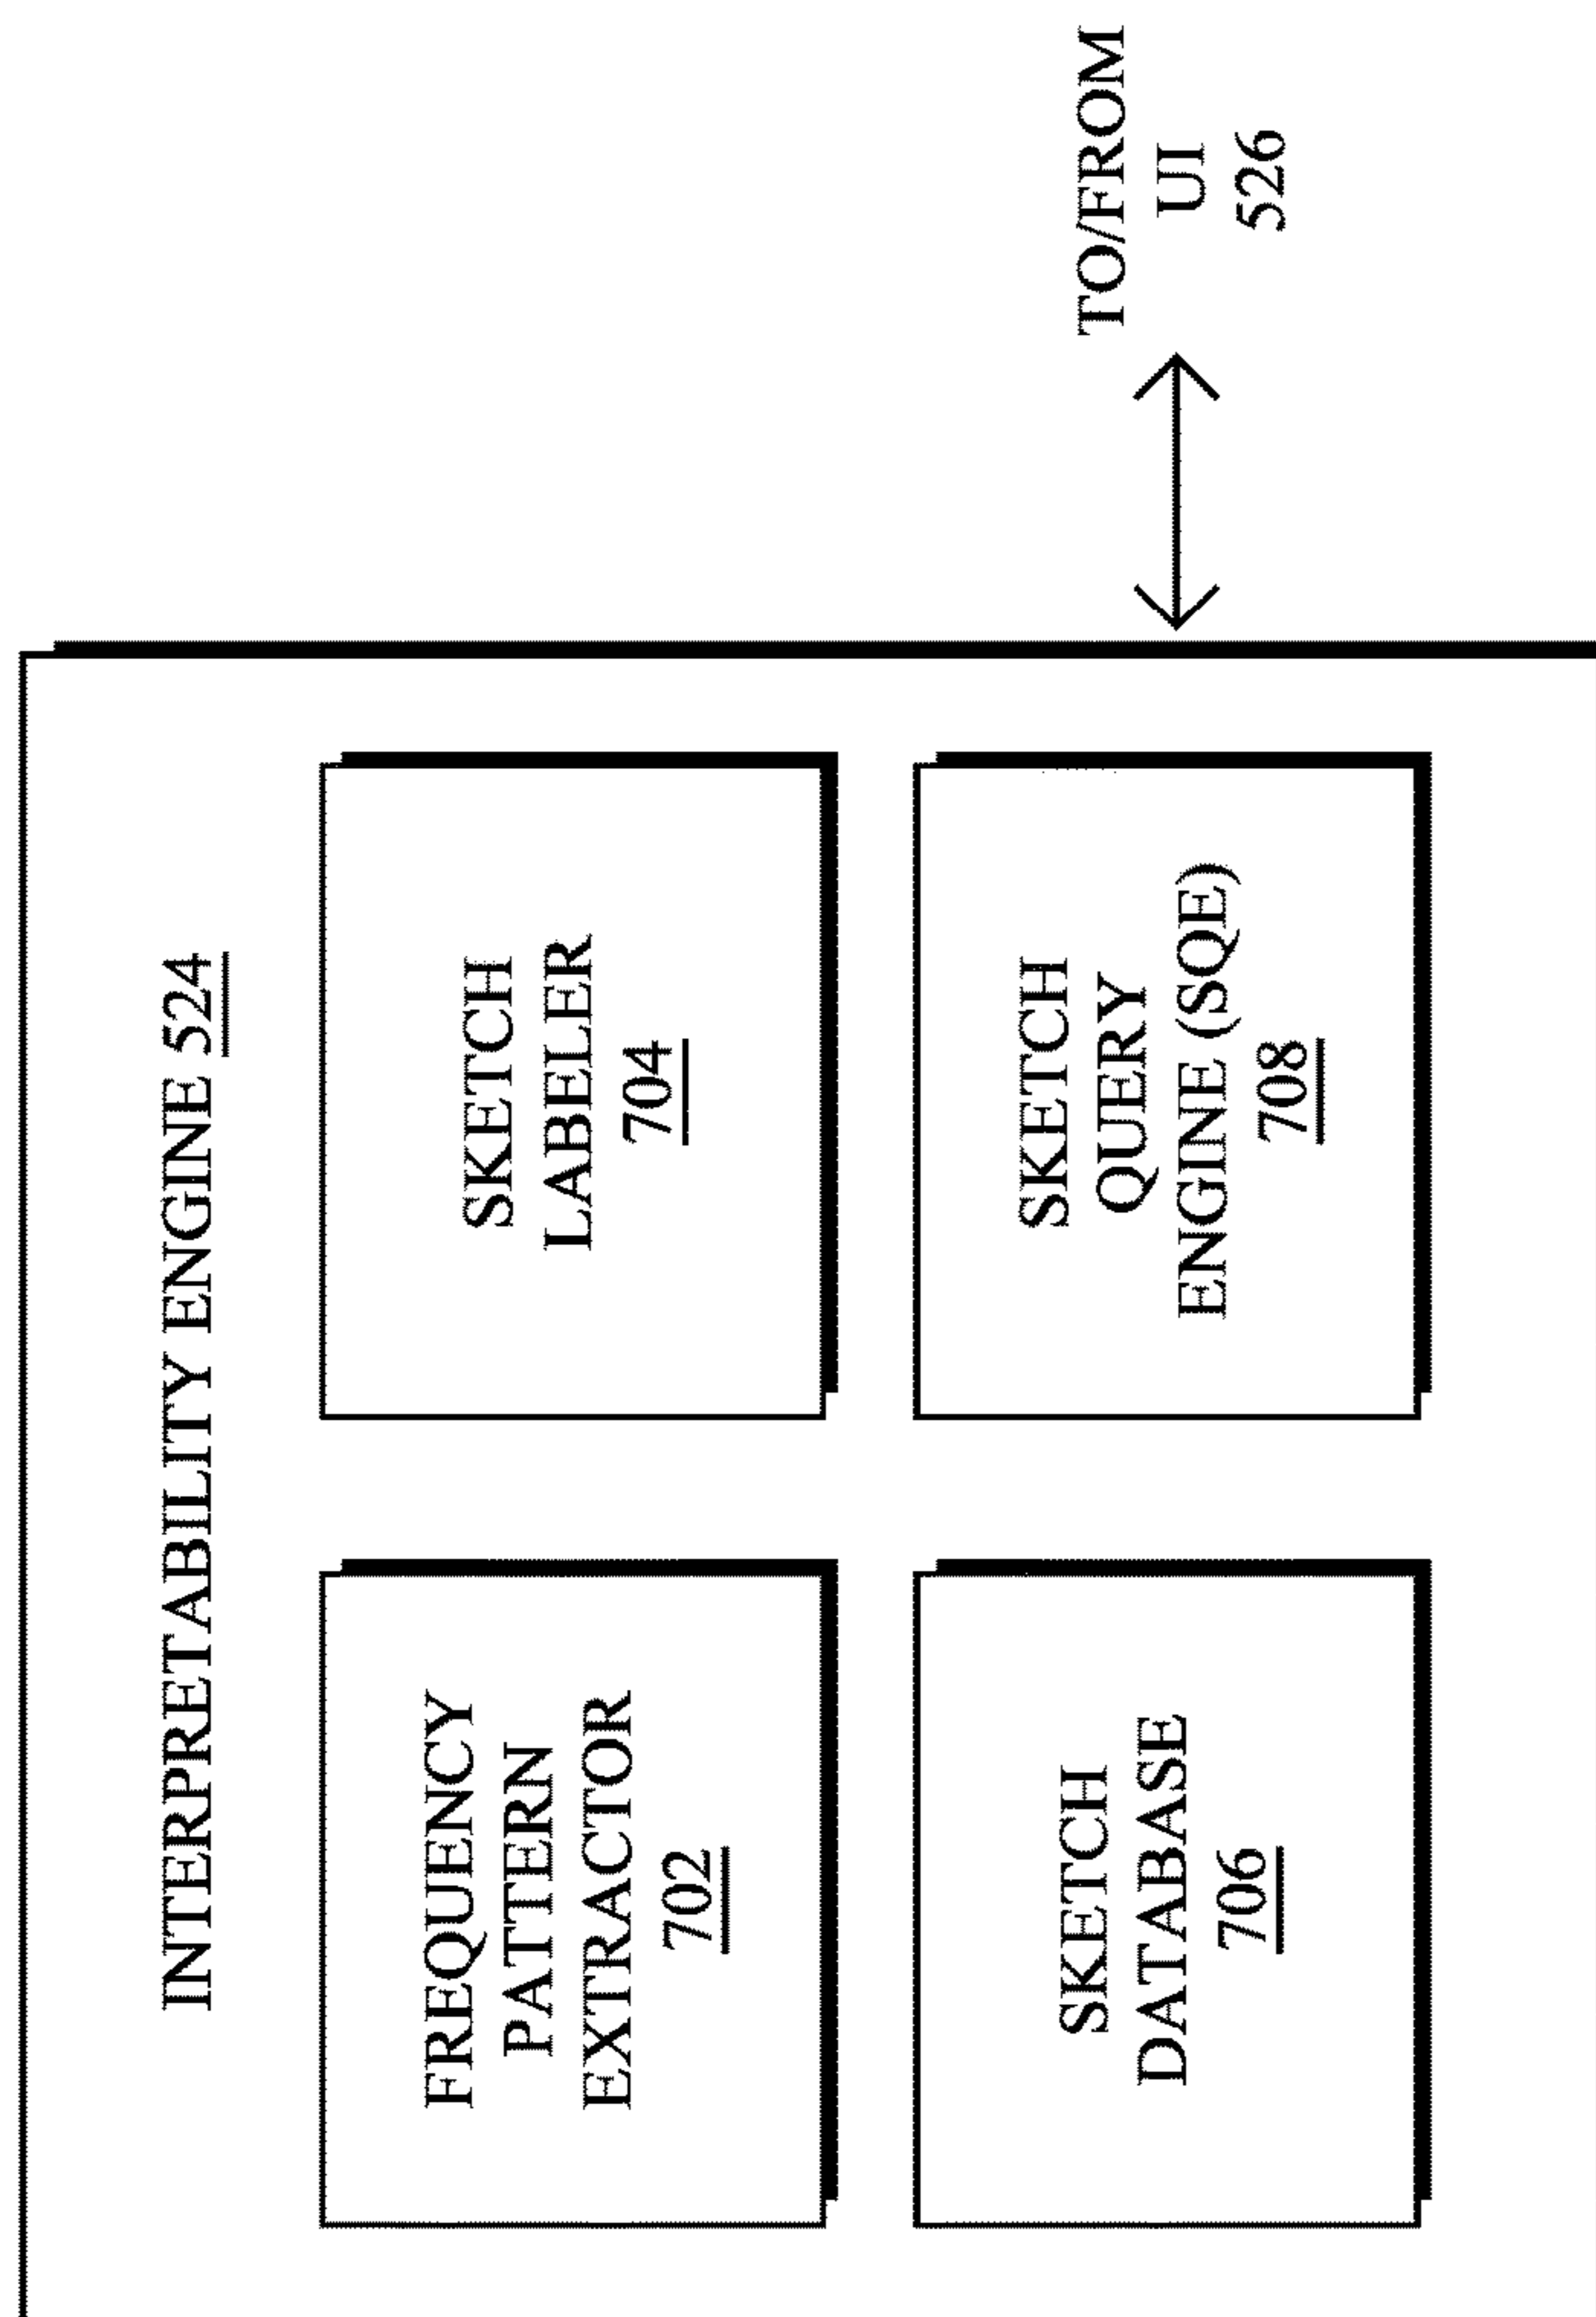 INTERPRETABILITY ENGINE 524
FREQUENCY
PATTERN
EXTRACTOR
702
SKETCH
LABELER
704
SKETCH
DATABASE
706
SKETCH
QUERY
ENGINE (SQE)
708
TO/FROM
UI
526